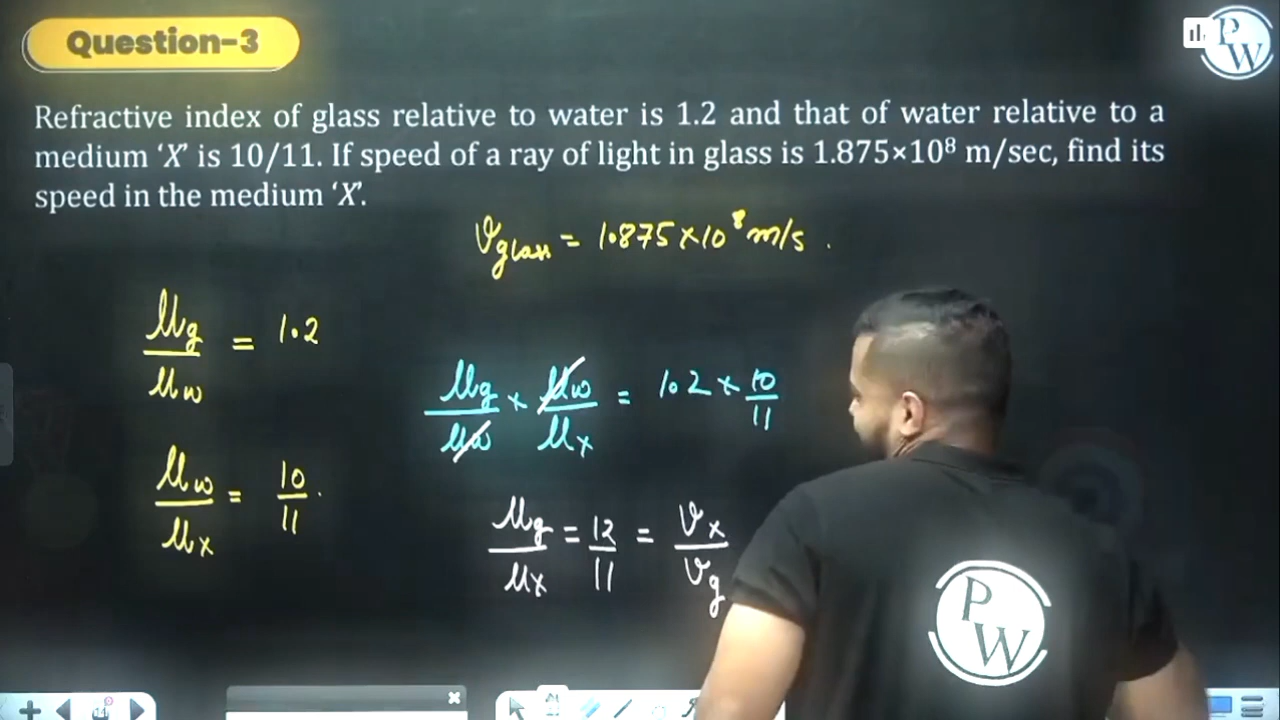 Question-3
PW
Refractive index of glass relative to water is 1.2 and that of water relative to a
medium ‘X’ is 10/11. If speed of a ray of light in glass is 1.875×10⁸ m/sec, find its
speed in the medium ‘X’.
v_glass = 1.875×10⁸ m/s .
μg/μw = 1.2
μg/μw × μw/μx = 1.2 × 10/11
μw/μx = 10/11 .
μg/μx = 12/11 = vx/vg
PW